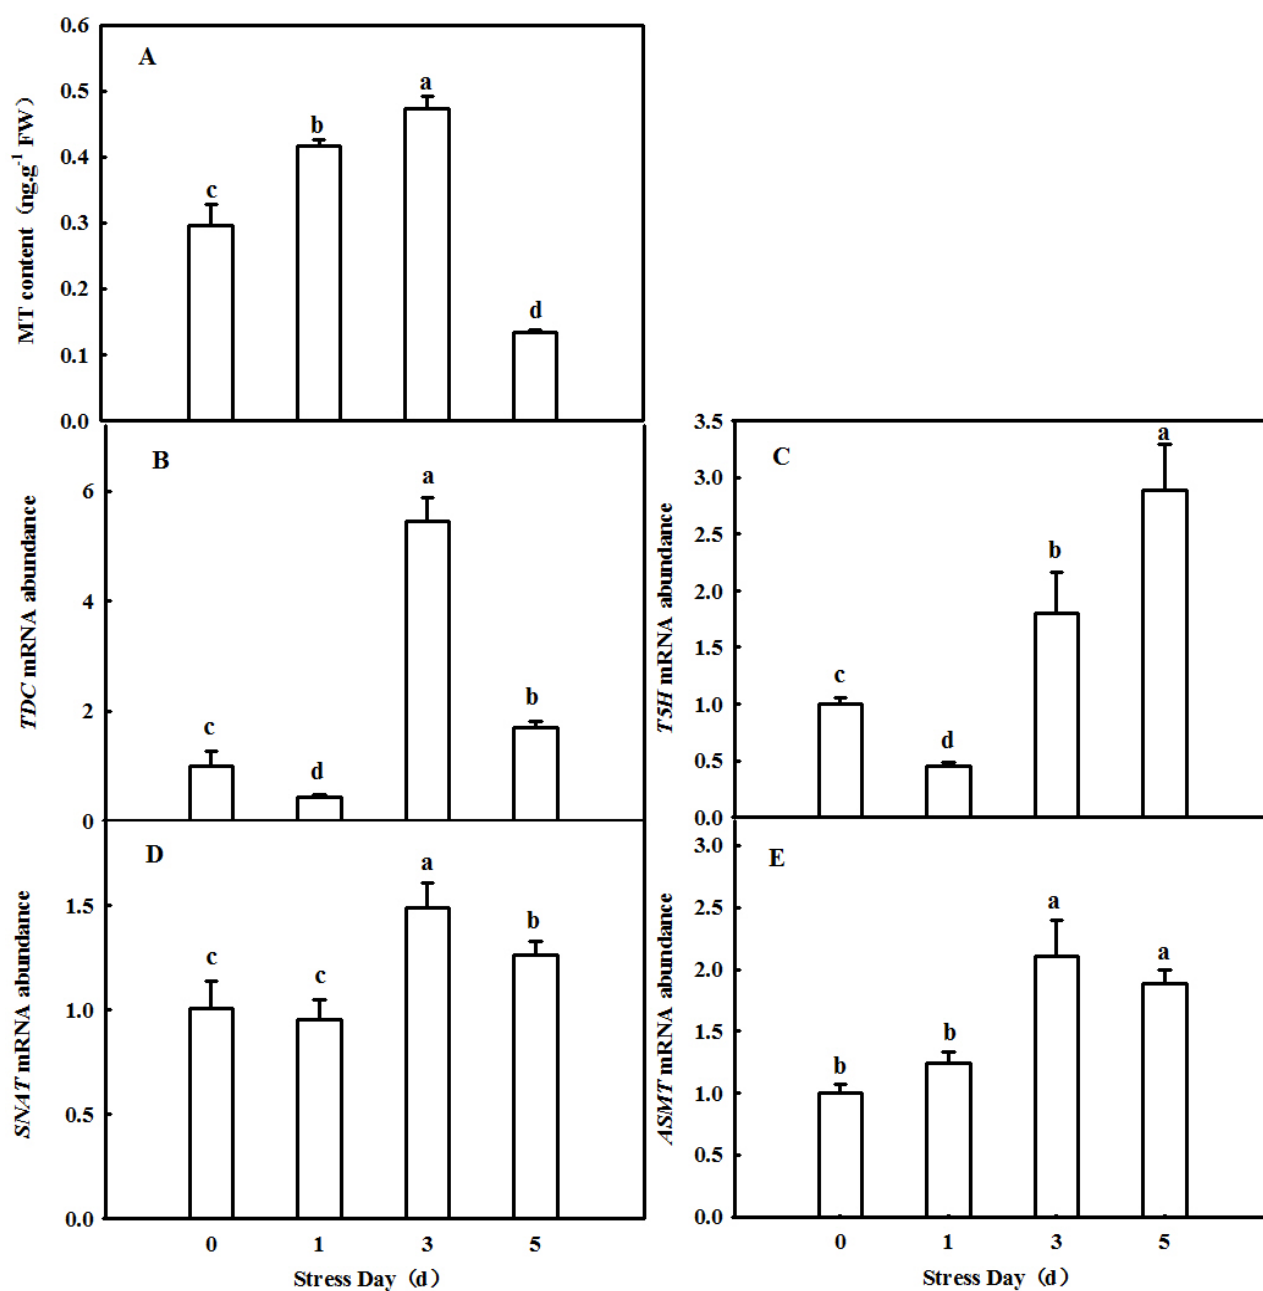 A
MT content (ng.g-1 FW)
0.6
0.5
0.4
0.3
0.2
0.1
0.0
c
b
a
d
B
TDC mRNA abundance
6
4
2
0
c
d
a
b
C
T5H mRNA abundance
3.5
3.0
2.5
2.0
1.5
1.0
0.5
0.0
c
d
b
a
D
SNAT mRNA abundance
1.5
1.0
0.5
0.0
c
c
a
b
0 1 3 5
Stress Day (d)
E
ASMT mRNA abundance
3.0
2.5
2.0
1.5
1.0
0.5
0.0
b
b
a
a
0 1 3 5
Stress Day (d)